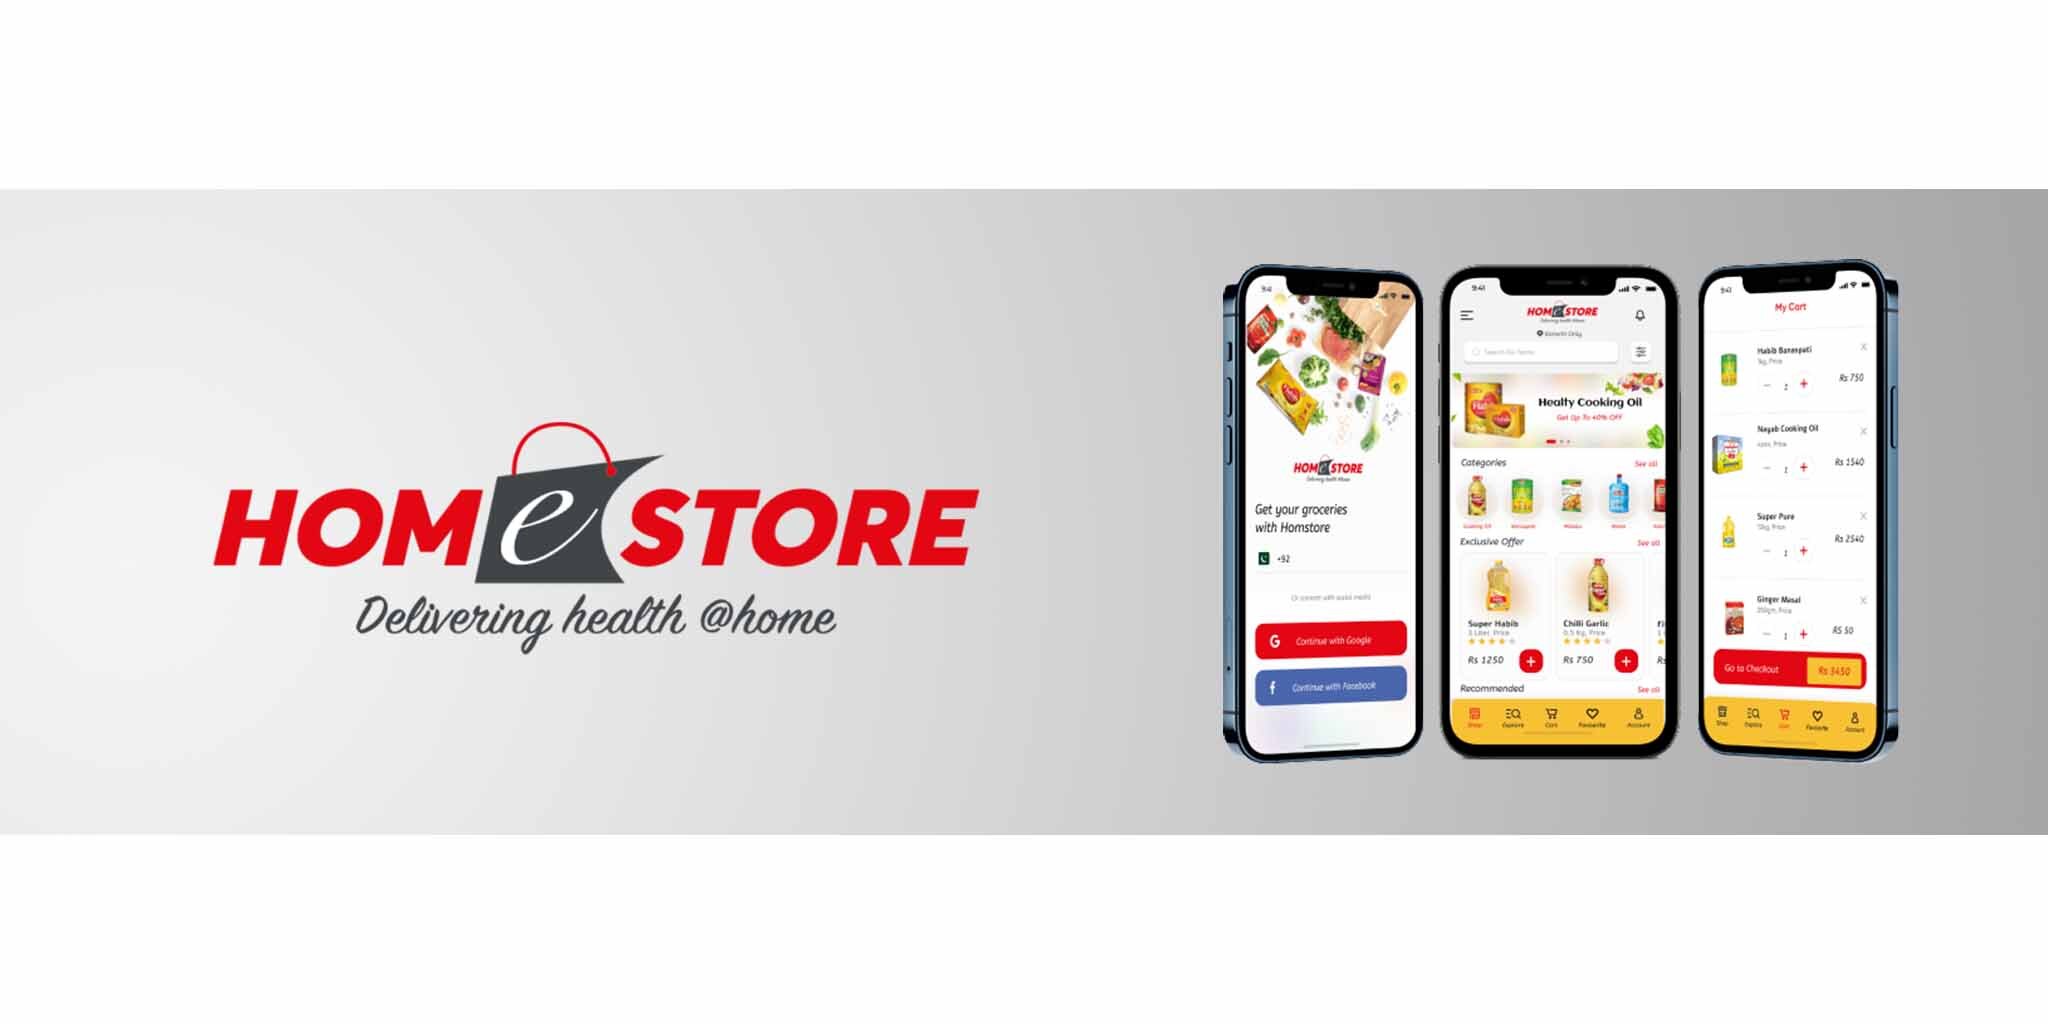 HOMeSTORE
Delivering health @home
9:41
HOMeSTORE
Delivering health @home
Get your groceries
with Homstore
+92
Or connect with social media
G Continue with Google
f Continue with Facebook
9:41
HOMeSTORE
Delivering health @home
Karachi Only
Healty Cooking Oil
Get Up To 40% OFF
Categories
See all
Cooking Oil
Banaspati
Masala
Water
Exclusive Offer
See all
Super Habib
1 Liter, Price
Rs 1250
Chilli Garlic
0.5 Kg, Price
Rs 750
Recommended
See all
Shop
Explore
Cart
Favourite
Account
9:41
My Cart
Habib Banaspati
1kg, Price
1
Rs 750
Nayab Cooking Oil
Price
1
Rs 1540
Super Pure
Price
1
Rs 2540
Ginger Masal
250gm, Price
1
RS 50
Go to Checkout
Rs 3450
Shop
Explore
Cart
Favourite
Account